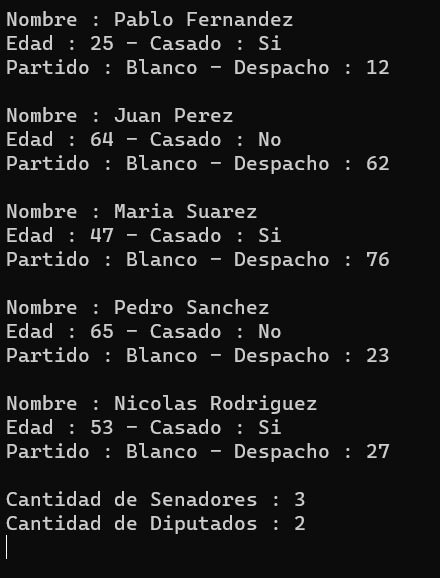 Nombre : Pablo Fernandez
Edad : 25 - Casado : Si
Partido : Blanco - Despacho : 12
Nombre : Juan Perez
Edad : 64 - Casado : No
Partido : Blanco - Despacho : 62
Nombre : Maria Suarez
Edad : 47 - Casado : Si
Partido : Blanco - Despacho : 76
Nombre : Pedro Sanchez
Edad : 65 - Casado : No
Partido : Blanco - Despacho : 23
Nombre : Nicolas Rodriguez
Edad : 53 - Casado : Si
Partido : Blanco - Despacho : 27
Cantidad de Senadores : 3
Cantidad de Diputados : 2